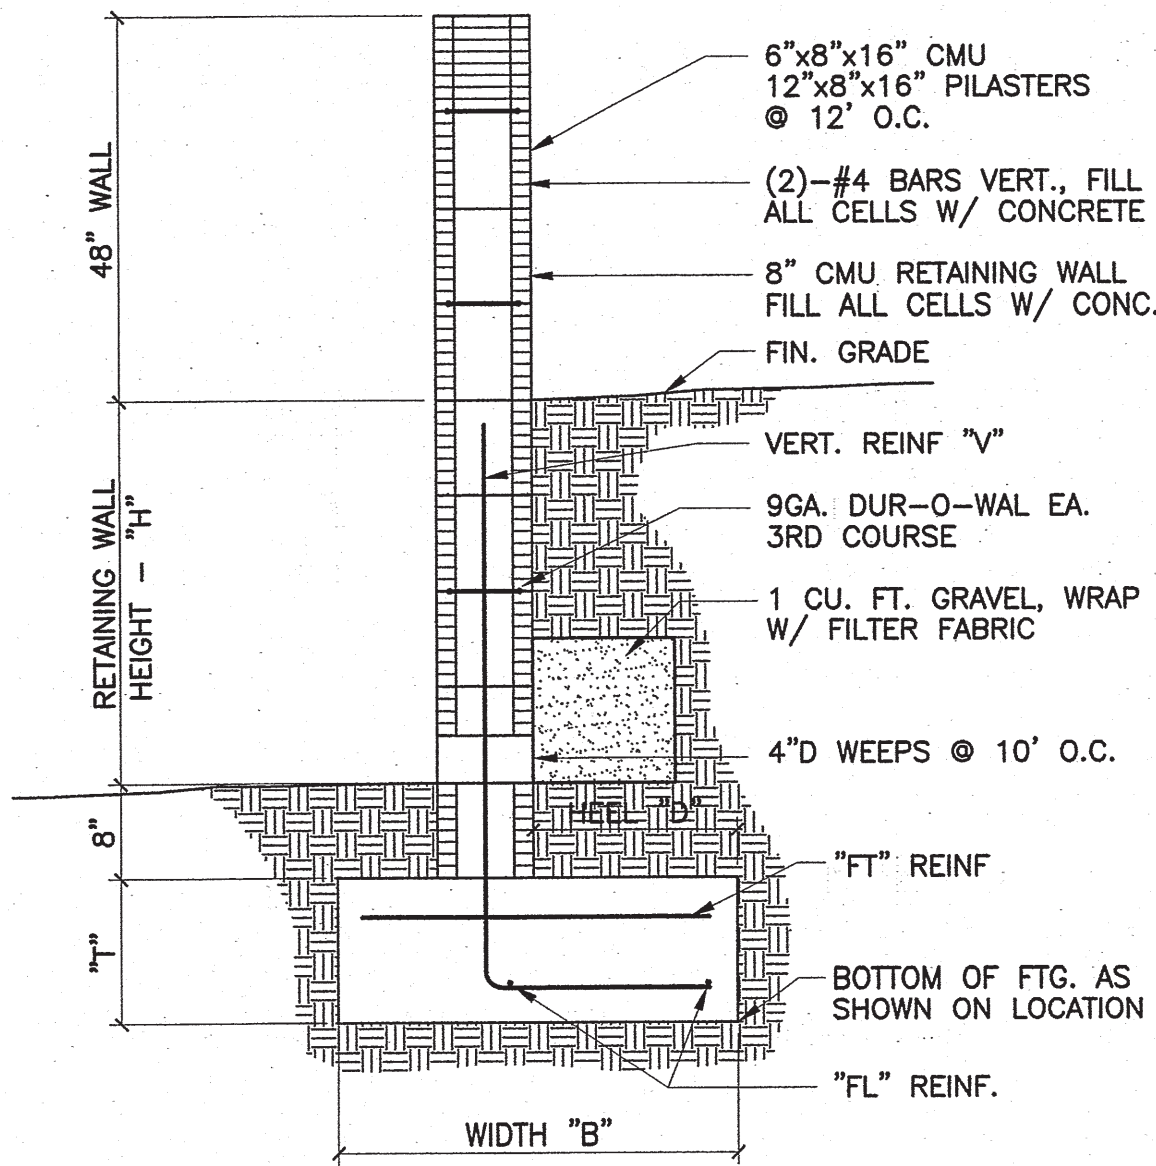 6"x8"x16" CMU
12"x8"x16" PILASTERS
@ 12' O.C.
(2)-#4 BARS VERT., FILL
ALL CELLS W/ CONCRETE
8" CMU RETAINING WALL
FILL ALL CELLS W/ CONC.
FIN. GRADE
VERT. REINF "V"
9GA. DUR-O-WAL EA.
3RD COURSE
1 CU. FT. GRAVEL, WRAP
W/ FILTER FABRIC
4"D WEEPS @ 10' O.C.
HEEL "D"
"FT" REINF
BOTTOM OF FTG. AS
SHOWN ON LOCATION
"FL" REINF.
48" WALL
RETAINING WALL
HEIGHT - "H"
8"
"T"
WIDTH "B"